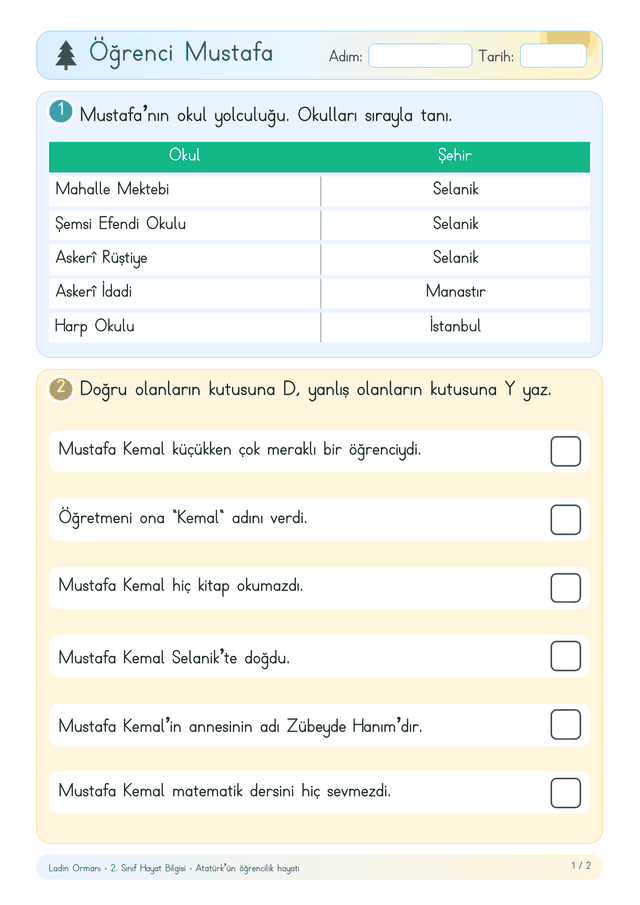 Öğrenci Mustafa
Adım:
Tarih:
1 Mustafa’nın okul yolculuğu. Okulları sırayla tanı.
Okul Şehir
Mahalle Mektebi Selanik
Şemsi Efendi Okulu Selanik
Askerî Rüştiye Selanik
Askerî İdadi Manastır
Harp Okulu İstanbul
2 Doğru olanların kutusuna D, yanlış olanların kutusuna Y yaz.
Mustafa Kemal küçükken çok meraklı bir öğrenciydi.
Öğretmeni ona “Kemal“ adını verdi.
Mustafa Kemal hiç kitap okumazdı.
Mustafa Kemal Selanik’te doğdu.
Mustafa Kemal’in annesinin adı Zübeyde Hanım’dır.
Mustafa Kemal matematik dersini hiç sevmezdi.
Ladin Ormanı • 2. Sınıf Hayat Bilgisi • Atatürk’ün öğrencilik hayatı
1 / 2